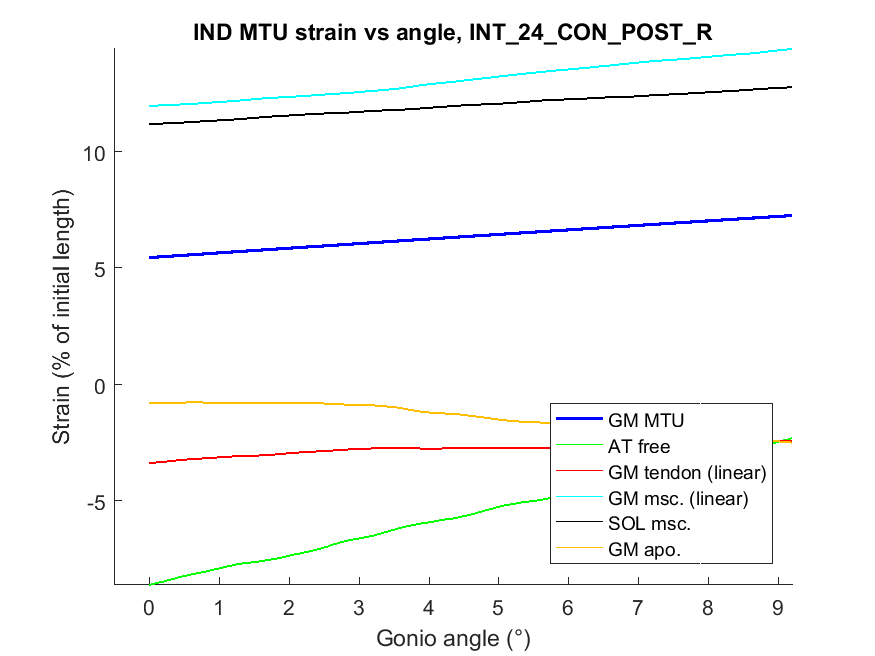 IND MTU strain vs angle, INT_24_CON_POST_R
Strain (% of initial length)
10
5
0
-5
GM MTU
AT free
GM tendon (linear)
GM msc. (linear)
SOL msc.
GM apo.
0 1 2 3 4 5 6 7 8 9
Gonio angle (°)